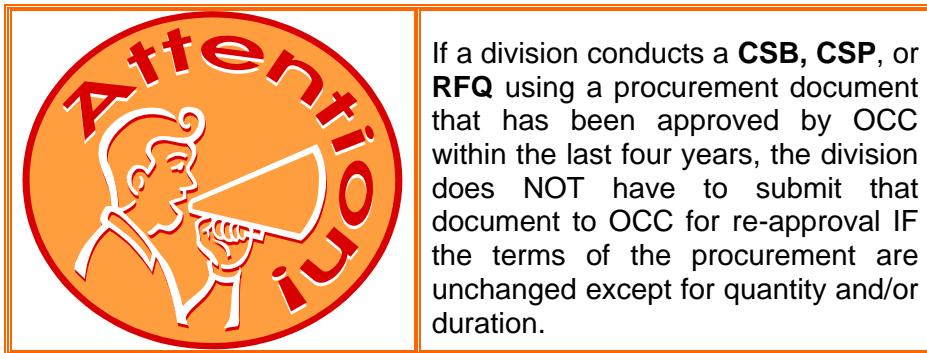 Attention!
If a division conducts a CSB, CSP, or
RFQ using a procurement document
that has been approved by OCC
within the last four years, the division
does NOT have to submit that
document to OCC for re-approval IF
the terms of the procurement are
unchanged except for quantity and/or
duration.